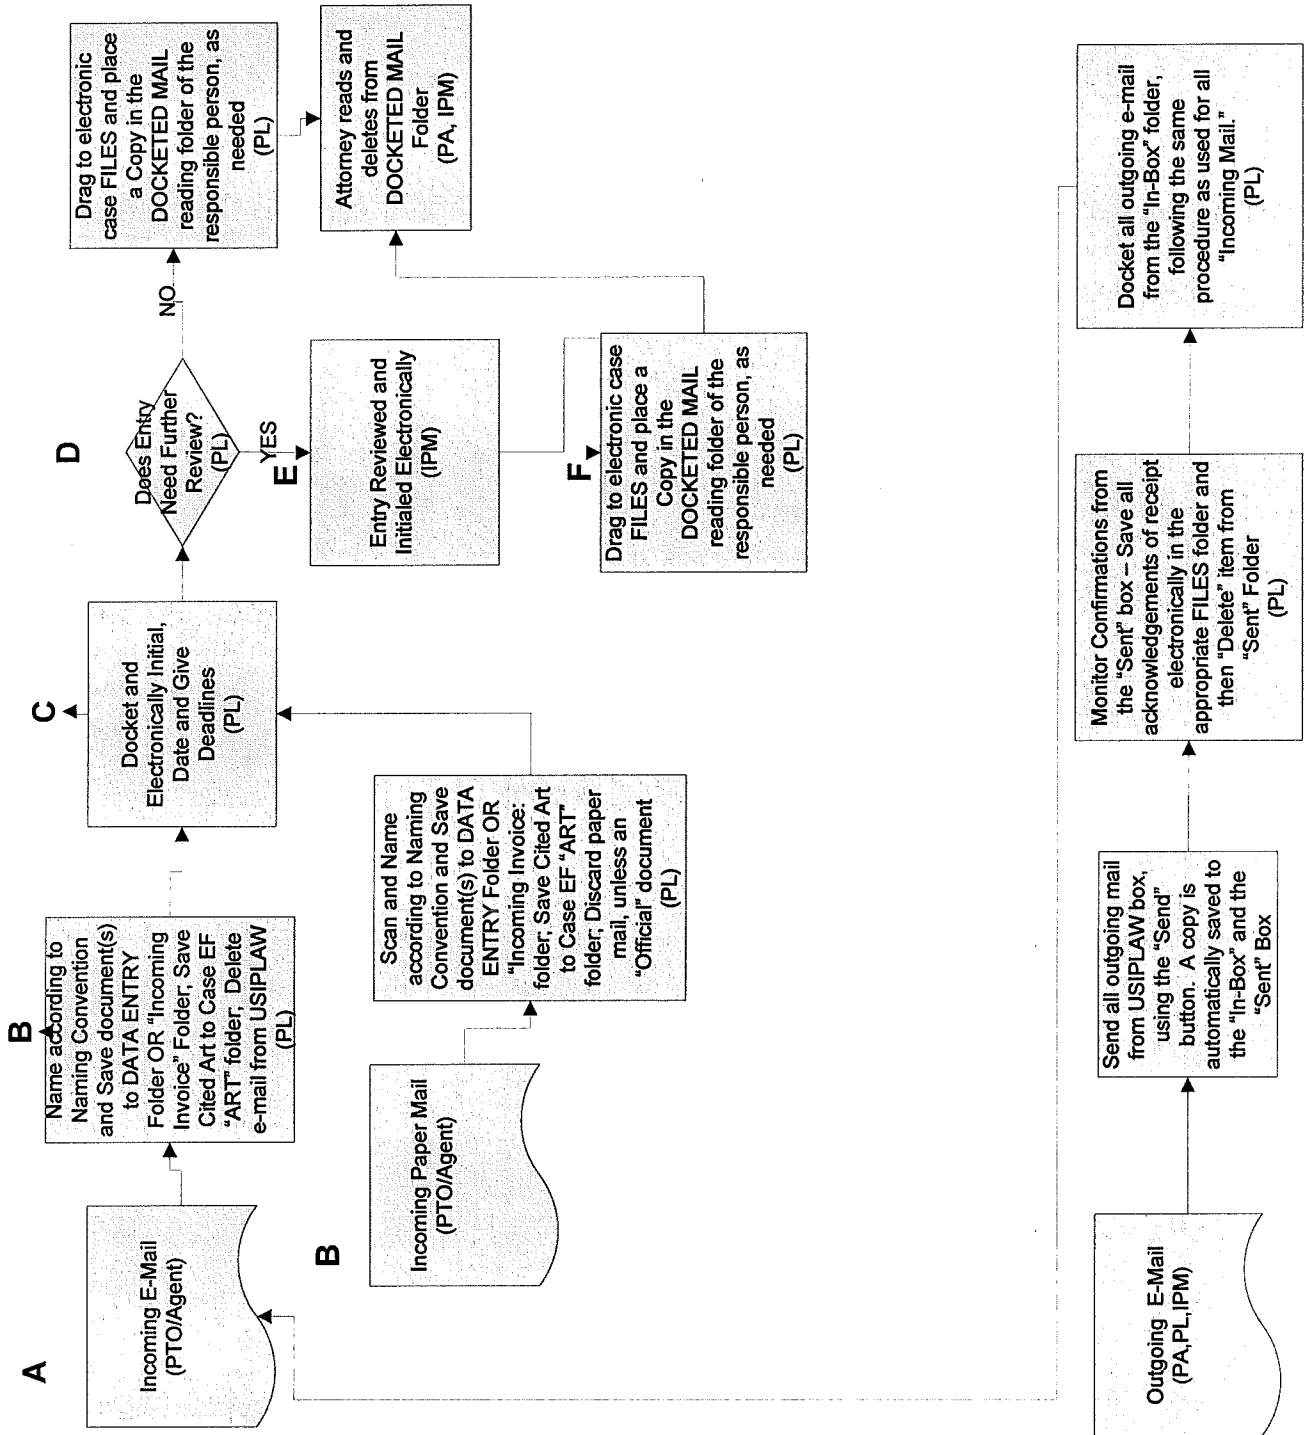 A
Incoming E-Mail
(PTO/Agent)
B
Name according to
Naming Convention
and Save document(s)
to DATA ENTRY
Folder OR "Incoming
Invoice" Folder; Save
Cited Art to Case EF
"ART" folder; Delete
e-mail from USIPLAW
(PL)
C
Docket and
Electronically Initial,
Date and Give
Deadlines
(PL)
D
Does Entry
Need Further
Review?
(PL)
NO
YES
Drag to electronic
case FILES and place
a Copy in the
DOCKETED MAIL
reading folder of the
responsible person, as
needed
(PL)
Attorney reads and
deletes from
DOCKETED MAIL
Folder
(PA, IPM)
E
Entry Reviewed and
Initialed Electronically
(IPM)
F
Drag to electronic case
FILES and place a
Copy in the
DOCKETED MAIL
reading folder of the
responsible person, as
needed
(PL)
B
Incoming Paper Mail
(PTO/Agent)
Scan and Name
according to Naming
Convention and Save
document(s) to DATA
ENTRY Folder OR
"Incoming Invoice:
folder; Save Cited Art
to Case EF "ART"
folder; Discard paper
mail, unless an
"Official" document
(PL)
Outgoing E-Mail
(PA,PL,IPM)
Send all outgoing mail
from USIPLAW box,
using the "Send"
button. A copy is
automatically saved to
the "In-Box" and the
"Sent" Box
Monitor Confirmations from
the "Sent" box – Save all
acknowledgements of receipt
electronically in the
appropriate FILES folder and
then "Delete" item from
"Sent" Folder
(PL)
Docket all outgoing e-mail
from the "In-Box" folder,
following the same
procedure as used for all
"Incoming Mail."
(PL)